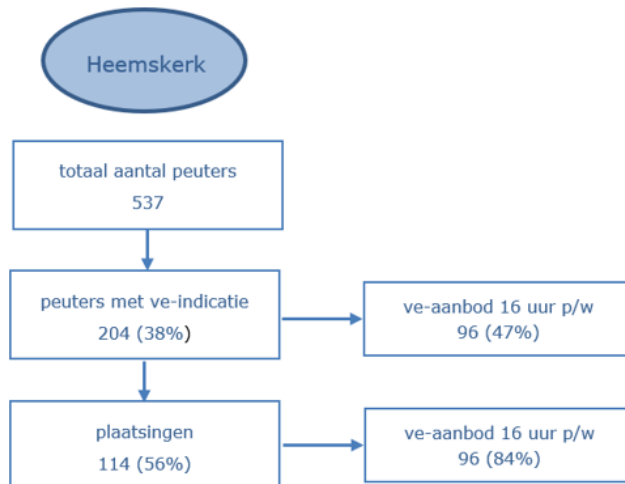 Heemskerk
totaal aantal peuters
537
peuters met ve-indicatie
204 (38%)
ve-aanbod 16 uur p/w
96 (47%)
plaatsingen
114 (56%)
ve-aanbod 16 uur p/w
96 (84%)